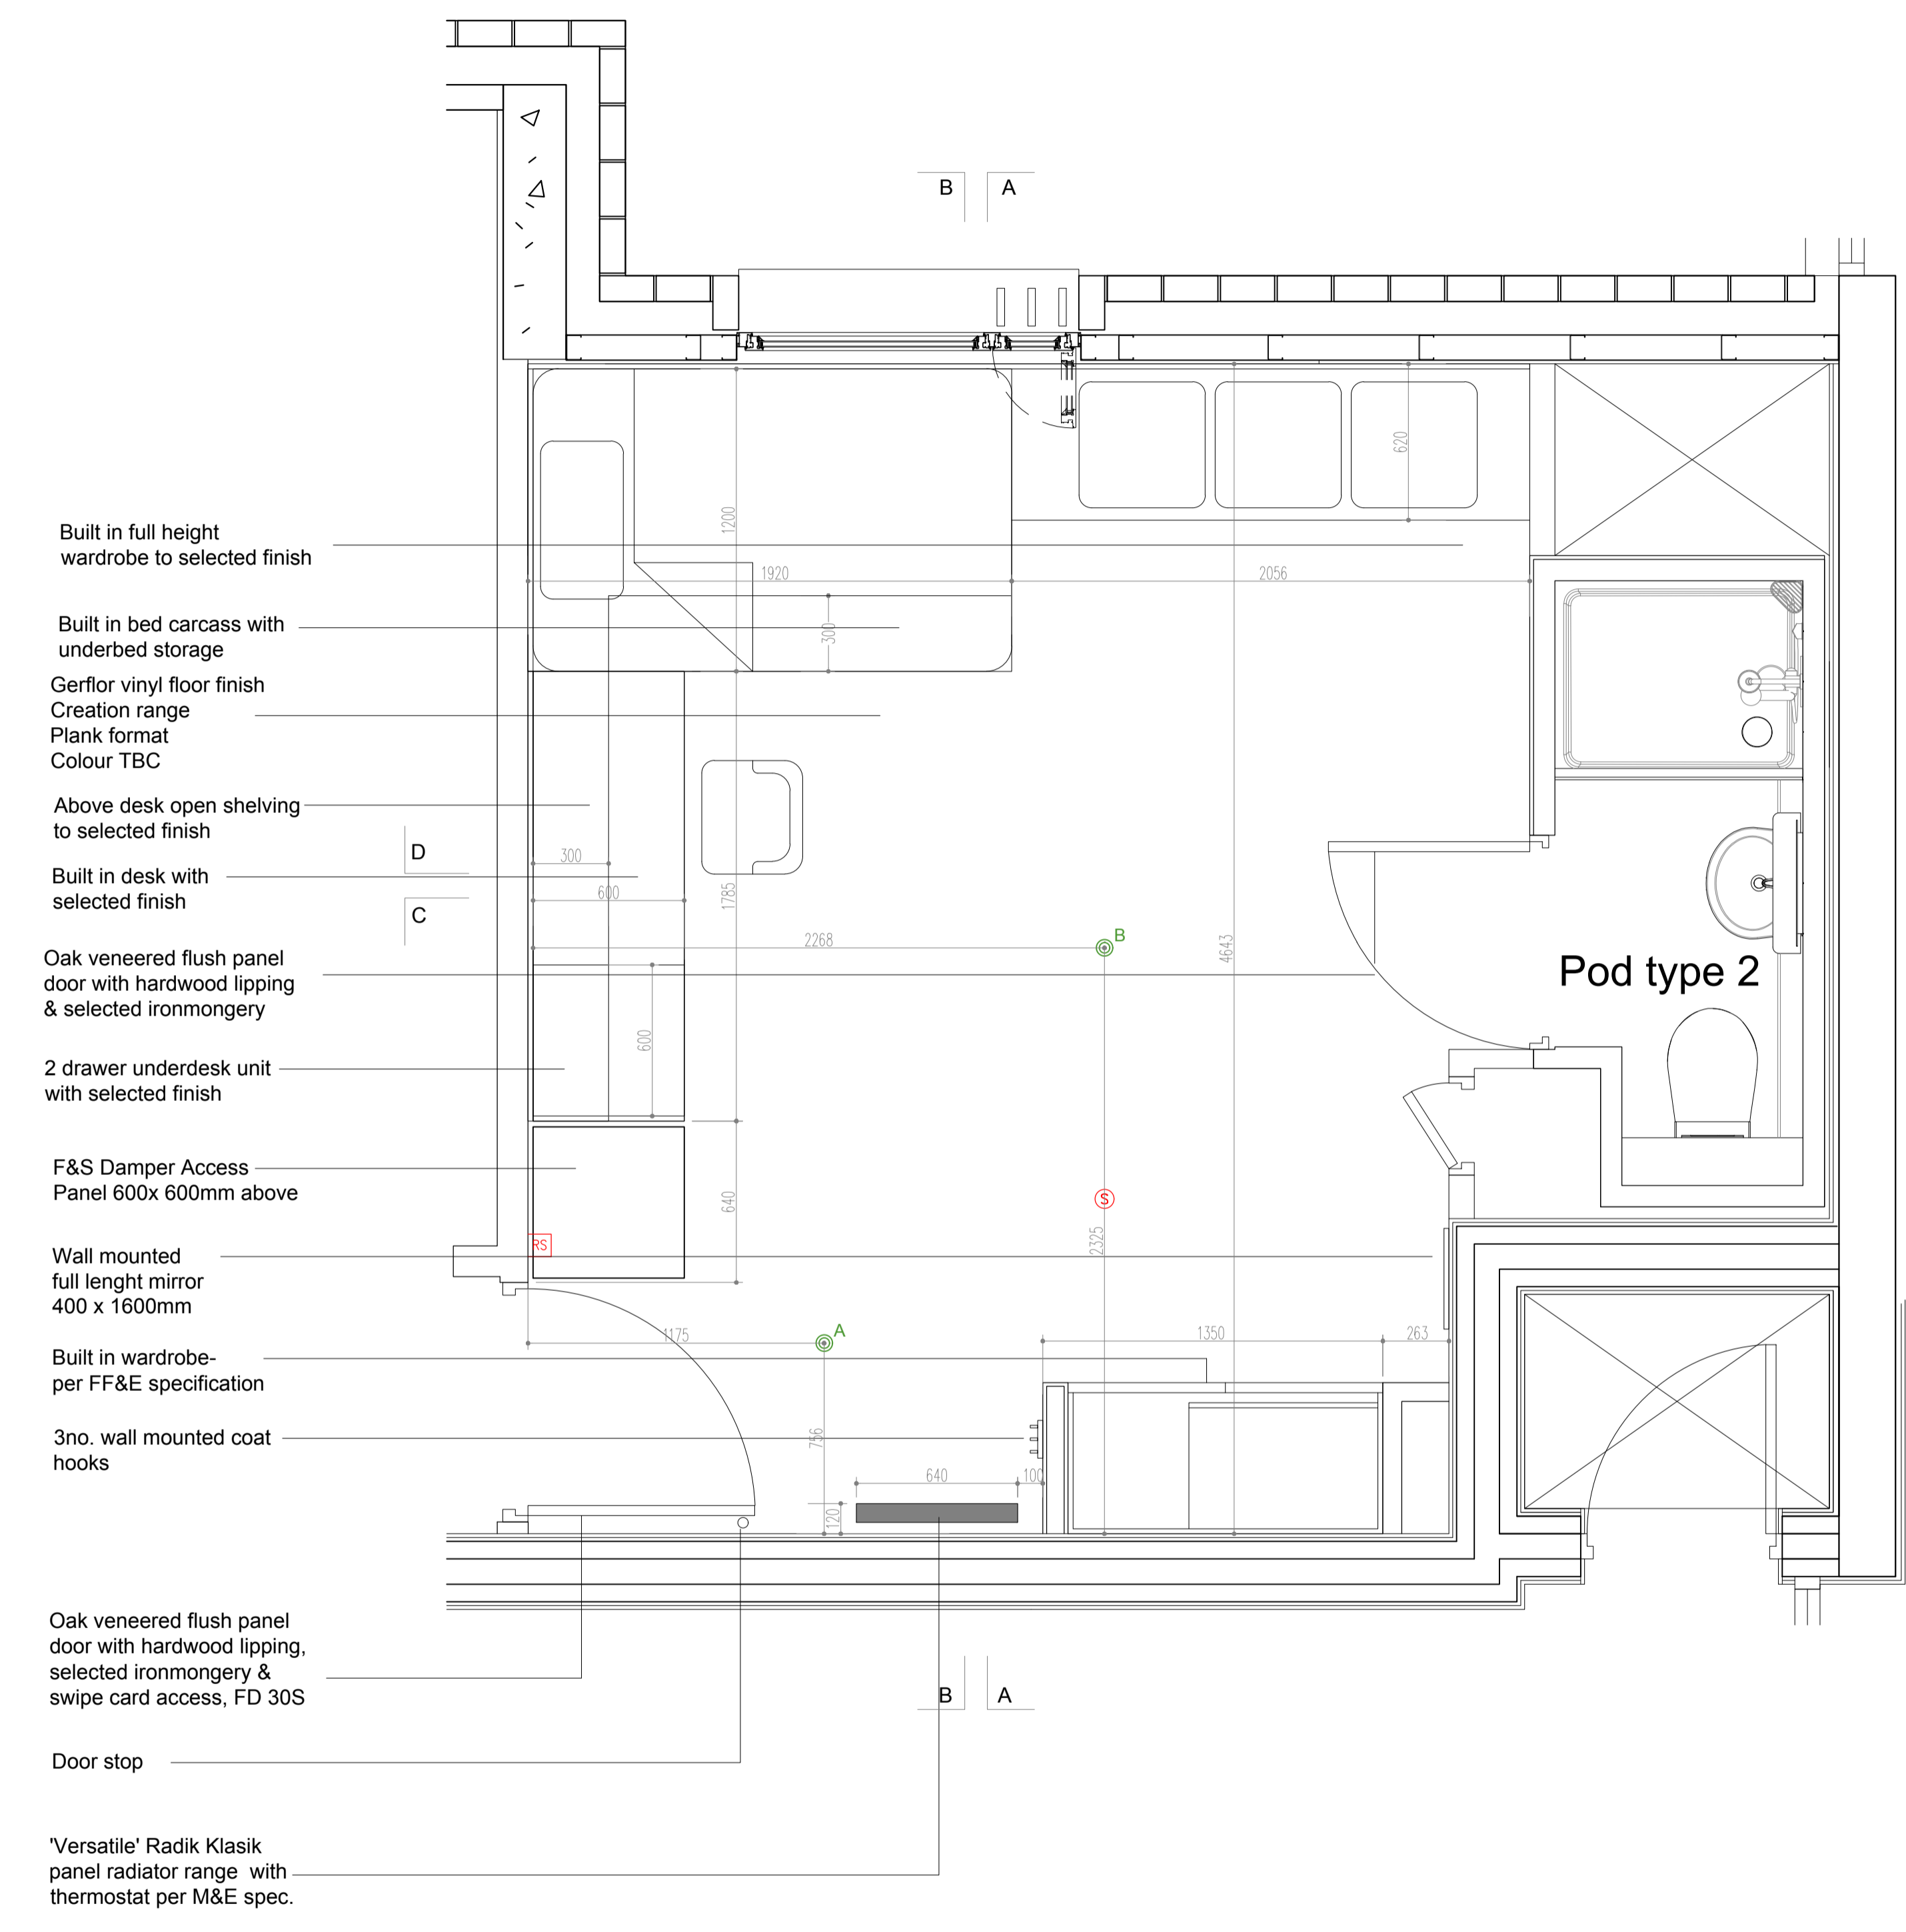 B
A
Built in full height
wardrobe to selected finish
Built in bed carcass with
underbed storage
Gerflor vinyl floor finish
Creation range
Plank format
Colour TBC
Above desk open shelving
to selected finish
D
Built in desk with
selected finish
C
Oak veneered flush panel
door with hardwood lipping
& selected ironmongery
2 drawer underdesk unit
with selected finish
F&S Damper Access
Panel 600x 600mm above
Wall mounted
full lenght mirror
400 x 1600mm
Built in wardrobe-
per FF&E specification
3no. wall mounted coat
hooks
Oak veneered flush panel
door with hardwood lipping,
selected ironmongery &
swipe card access, FD 30S
Door stop
'Versatile' Radik Klasik
panel radiator range with
thermostat per M&E spec.
620
1200
1920
2056
300
300
600
1785
2268
B
4643
Pod type 2
600
640
S
2325
RS
1175
A
1350
263
756
640
100
120
B
A